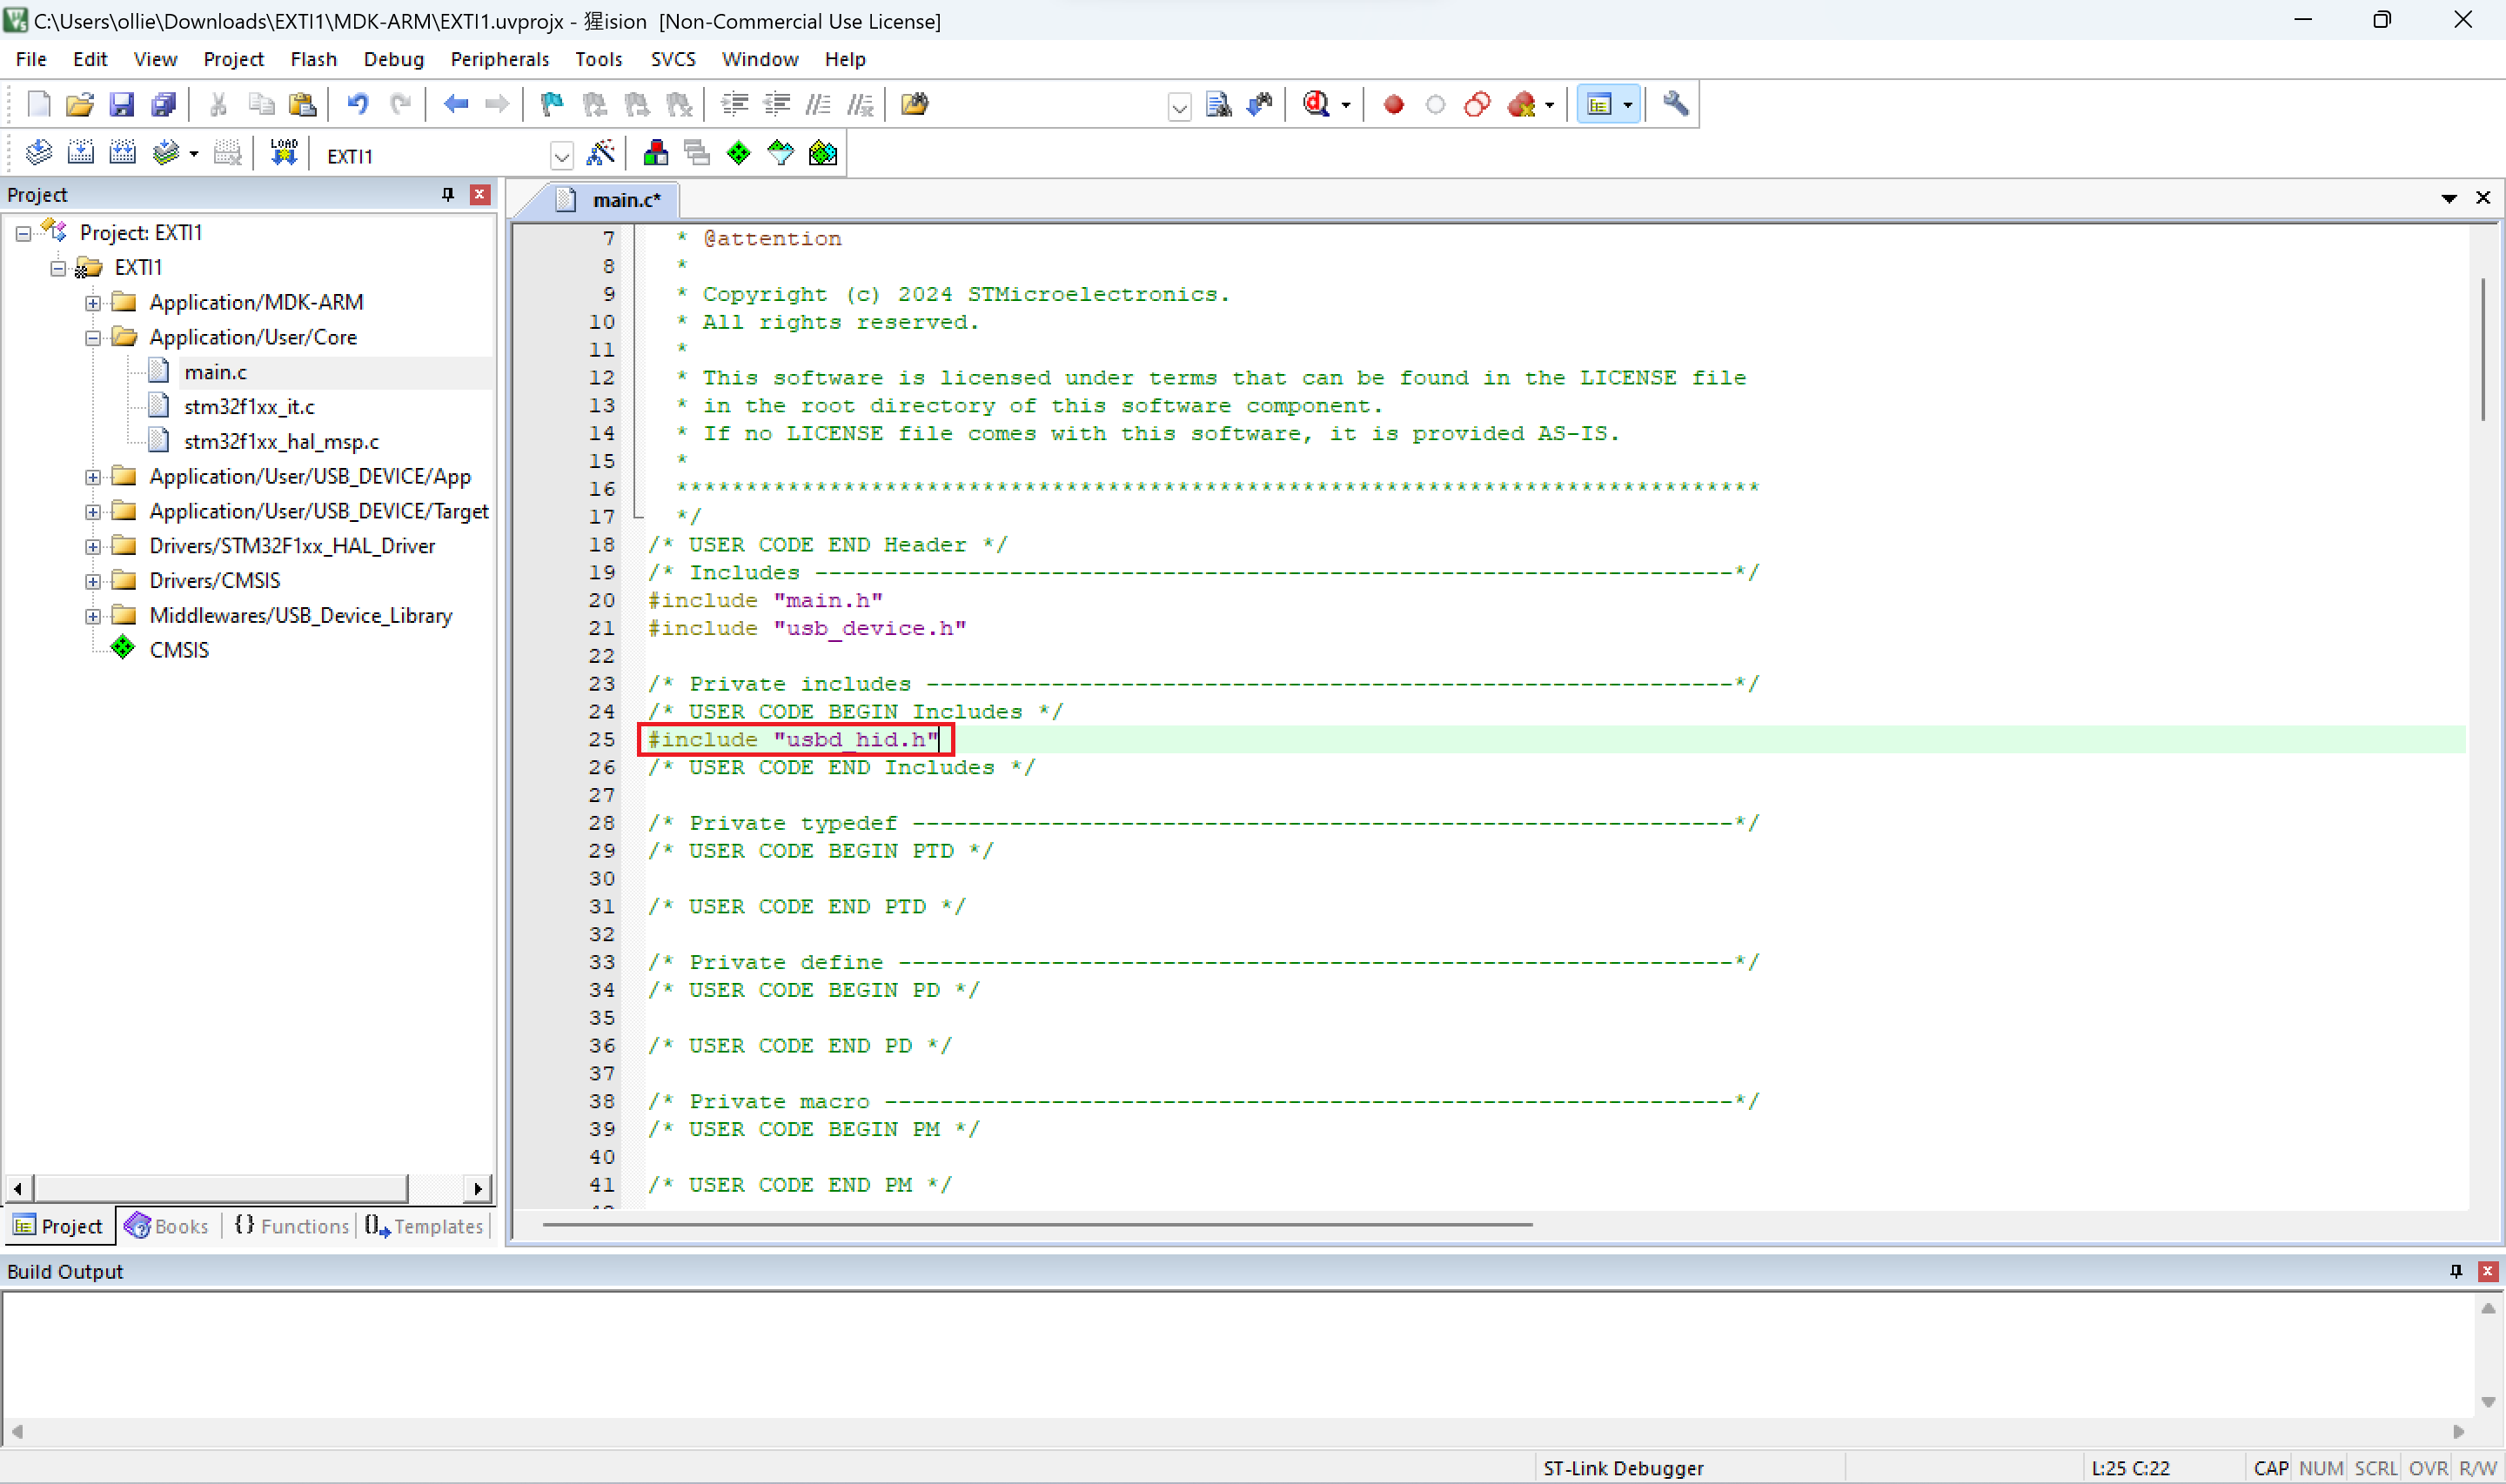 C:\Users\ollie\Downloads\EXTI1\MDK-ARM\EXTI1.uvprojx - 猩ision [Non-Commercial Use License]
File Edit View Project Flash Debug Peripherals Tools SVCS Window Help
LOAD
EXTI1
Project
main.c*
Project: EXTI1
EXTI1
Application/MDK-ARM
Application/User/Core
main.c
stm32f1xx_it.c
stm32f1xx_hal_msp.c
Application/User/USB_DEVICE/App
Application/User/USB_DEVICE/Target
Drivers/STM32F1xx_HAL_Driver
Drivers/CMSIS
Middlewares/USB_Device_Library
CMSIS
Project Books {} Functions Templates
7 * @attention
8 *
9 * Copyright (c) 2024 STMicroelectronics.
10 * All rights reserved.
11 *
12 * This software is licensed under terms that can be found in the LICENSE file
13 * in the root directory of this software component.
14 * If no LICENSE file comes with this software, it is provided AS-IS.
15 *
16 ******************************************************************************
17 */
18 /* USER CODE END Header */
19 /* Includes ------------------------------------------------------------------*/
20 #include "main.h"
21 #include "usb_device.h"
22
23 /* Private includes ----------------------------------------------------------*/
24 /* USER CODE BEGIN Includes */
25 #include "usbd_hid.h"
26 /* USER CODE END Includes */
27
28 /* Private typedef -----------------------------------------------------------*/
29 /* USER CODE BEGIN PTD */
30
31 /* USER CODE END PTD */
32
33 /* Private define ------------------------------------------------------------*/
34 /* USER CODE BEGIN PD */
35
36 /* USER CODE END PD */
37
38 /* Private macro -------------------------------------------------------------*/
39 /* USER CODE BEGIN PM */
40
41 /* USER CODE END PM */
Build Output
ST-Link Debugger L:25 C:22 CAP NUM SCRL OVR R/W